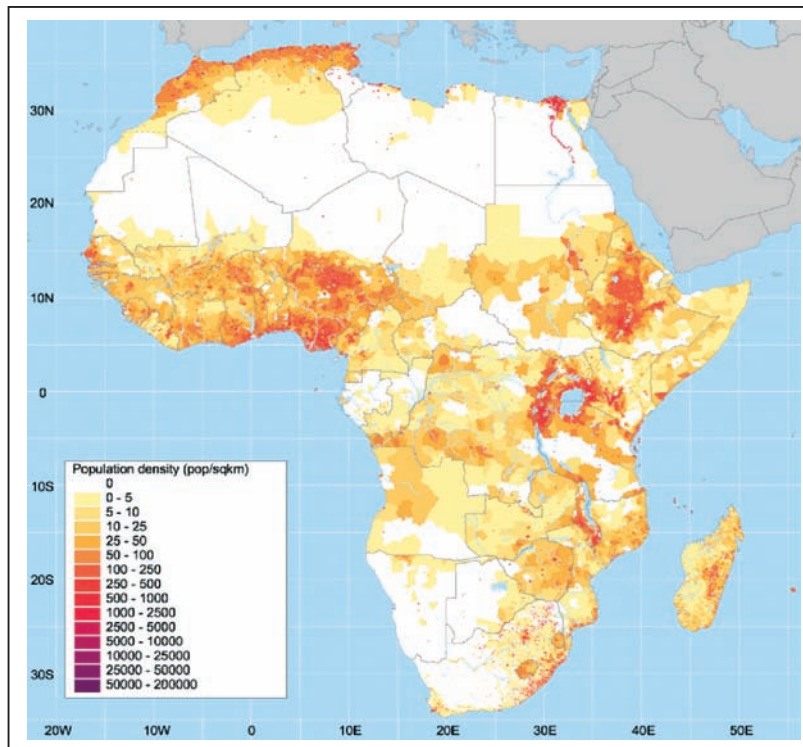 30N
20N
10N
0
10S
20S
30S
Population density (pop/sqkm)
0
0 - 5
5 - 10
10 - 25
25 - 50
50 - 100
100 - 250
250 - 500
500 - 1000
1000 - 2500
2500 - 5000
5000 - 10000
10000 - 25000
25000 - 50000
50000 - 200000
20W 10W 0 10E 20E 30E 40E 50E